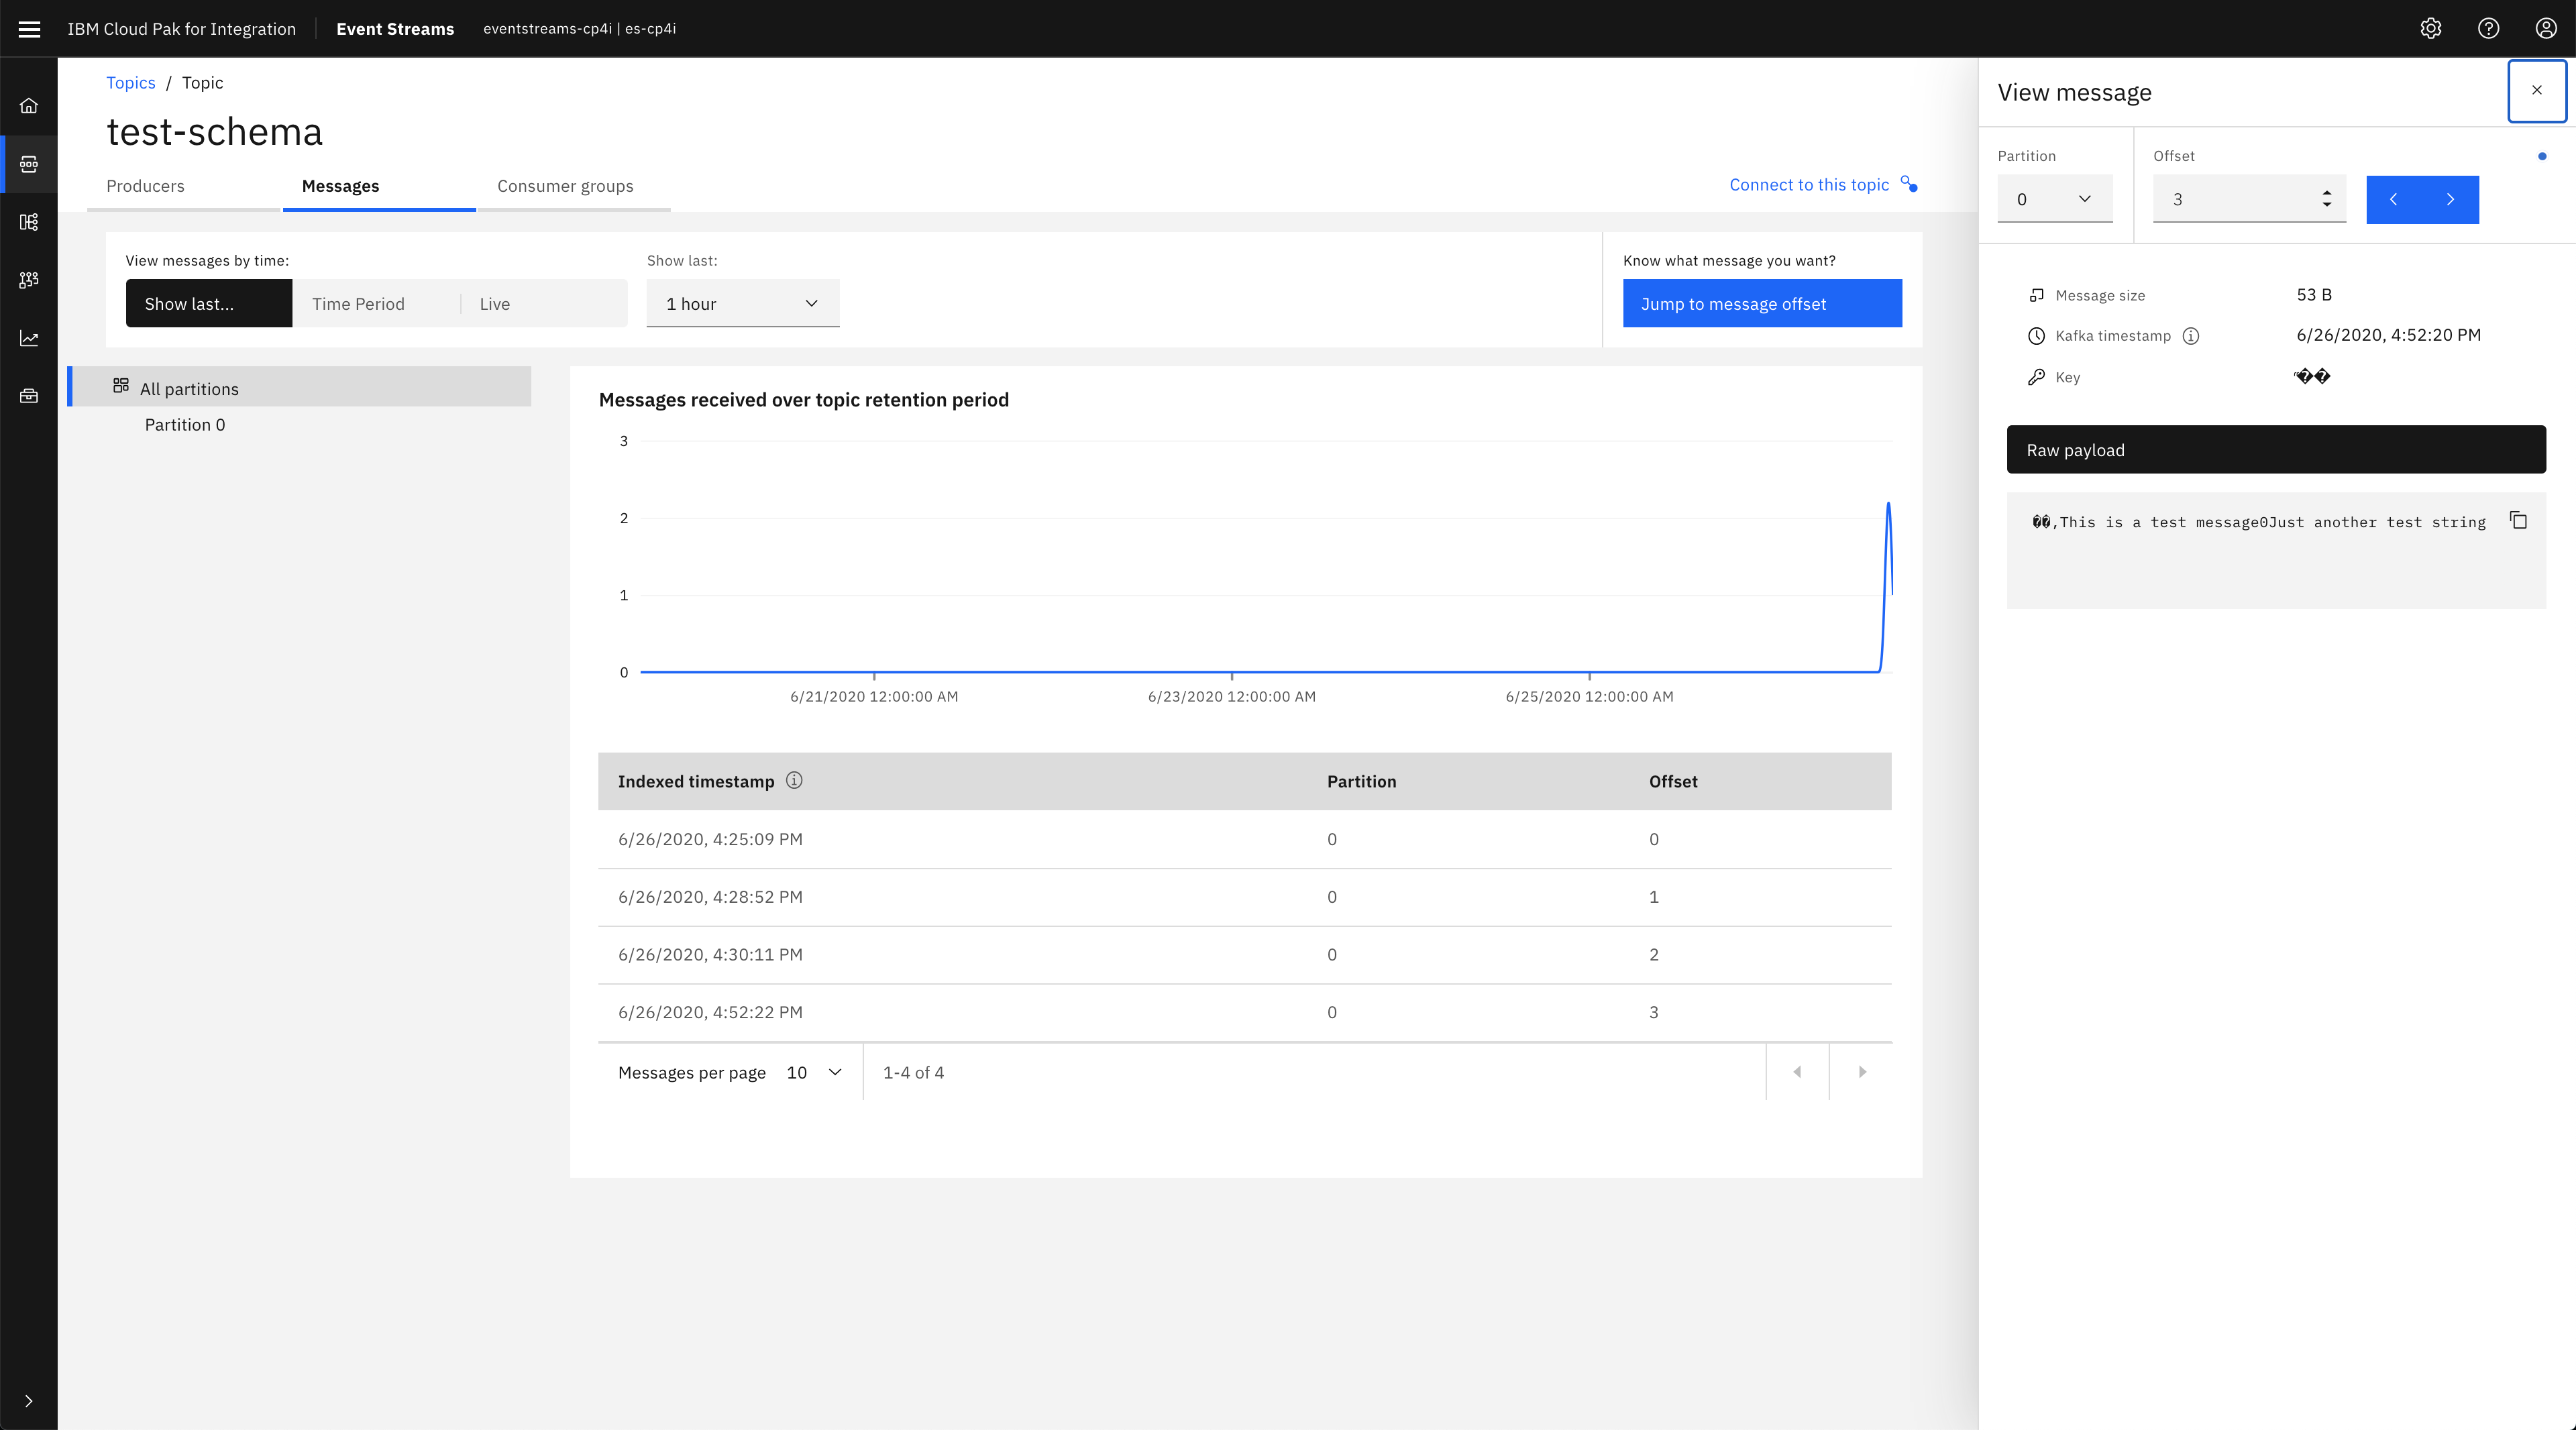 IBM Cloud Pak for Integration Event Streams eventstreams-cp4i | es-cp4i
Topics / Topic
test-schema
Producers Messages Consumer groups
Connect to this topic
View messages by time:
Show last... Time Period Live
Show last:
1 hour
Know what message you want?
Jump to message offset
All partitions
Partition 0
Messages received over topic retention period
3
2
1
0
6/21/2020 12:00:00 AM 6/23/2020 12:00:00 AM 6/25/2020 12:00:00 AM
Indexed timestamp Partition Offset
6/26/2020, 4:25:09 PM 0 0
6/26/2020, 4:28:52 PM 0 1
6/26/2020, 4:30:11 PM 0 2
6/26/2020, 4:52:22 PM 0 3
Messages per page 10 1-4 of 4
View message
Partition Offset
0 3
Message size 53 B
Kafka timestamp 6/26/2020, 4:52:20 PM
Key ��
Raw payload
��,This is a test message0Just another test string